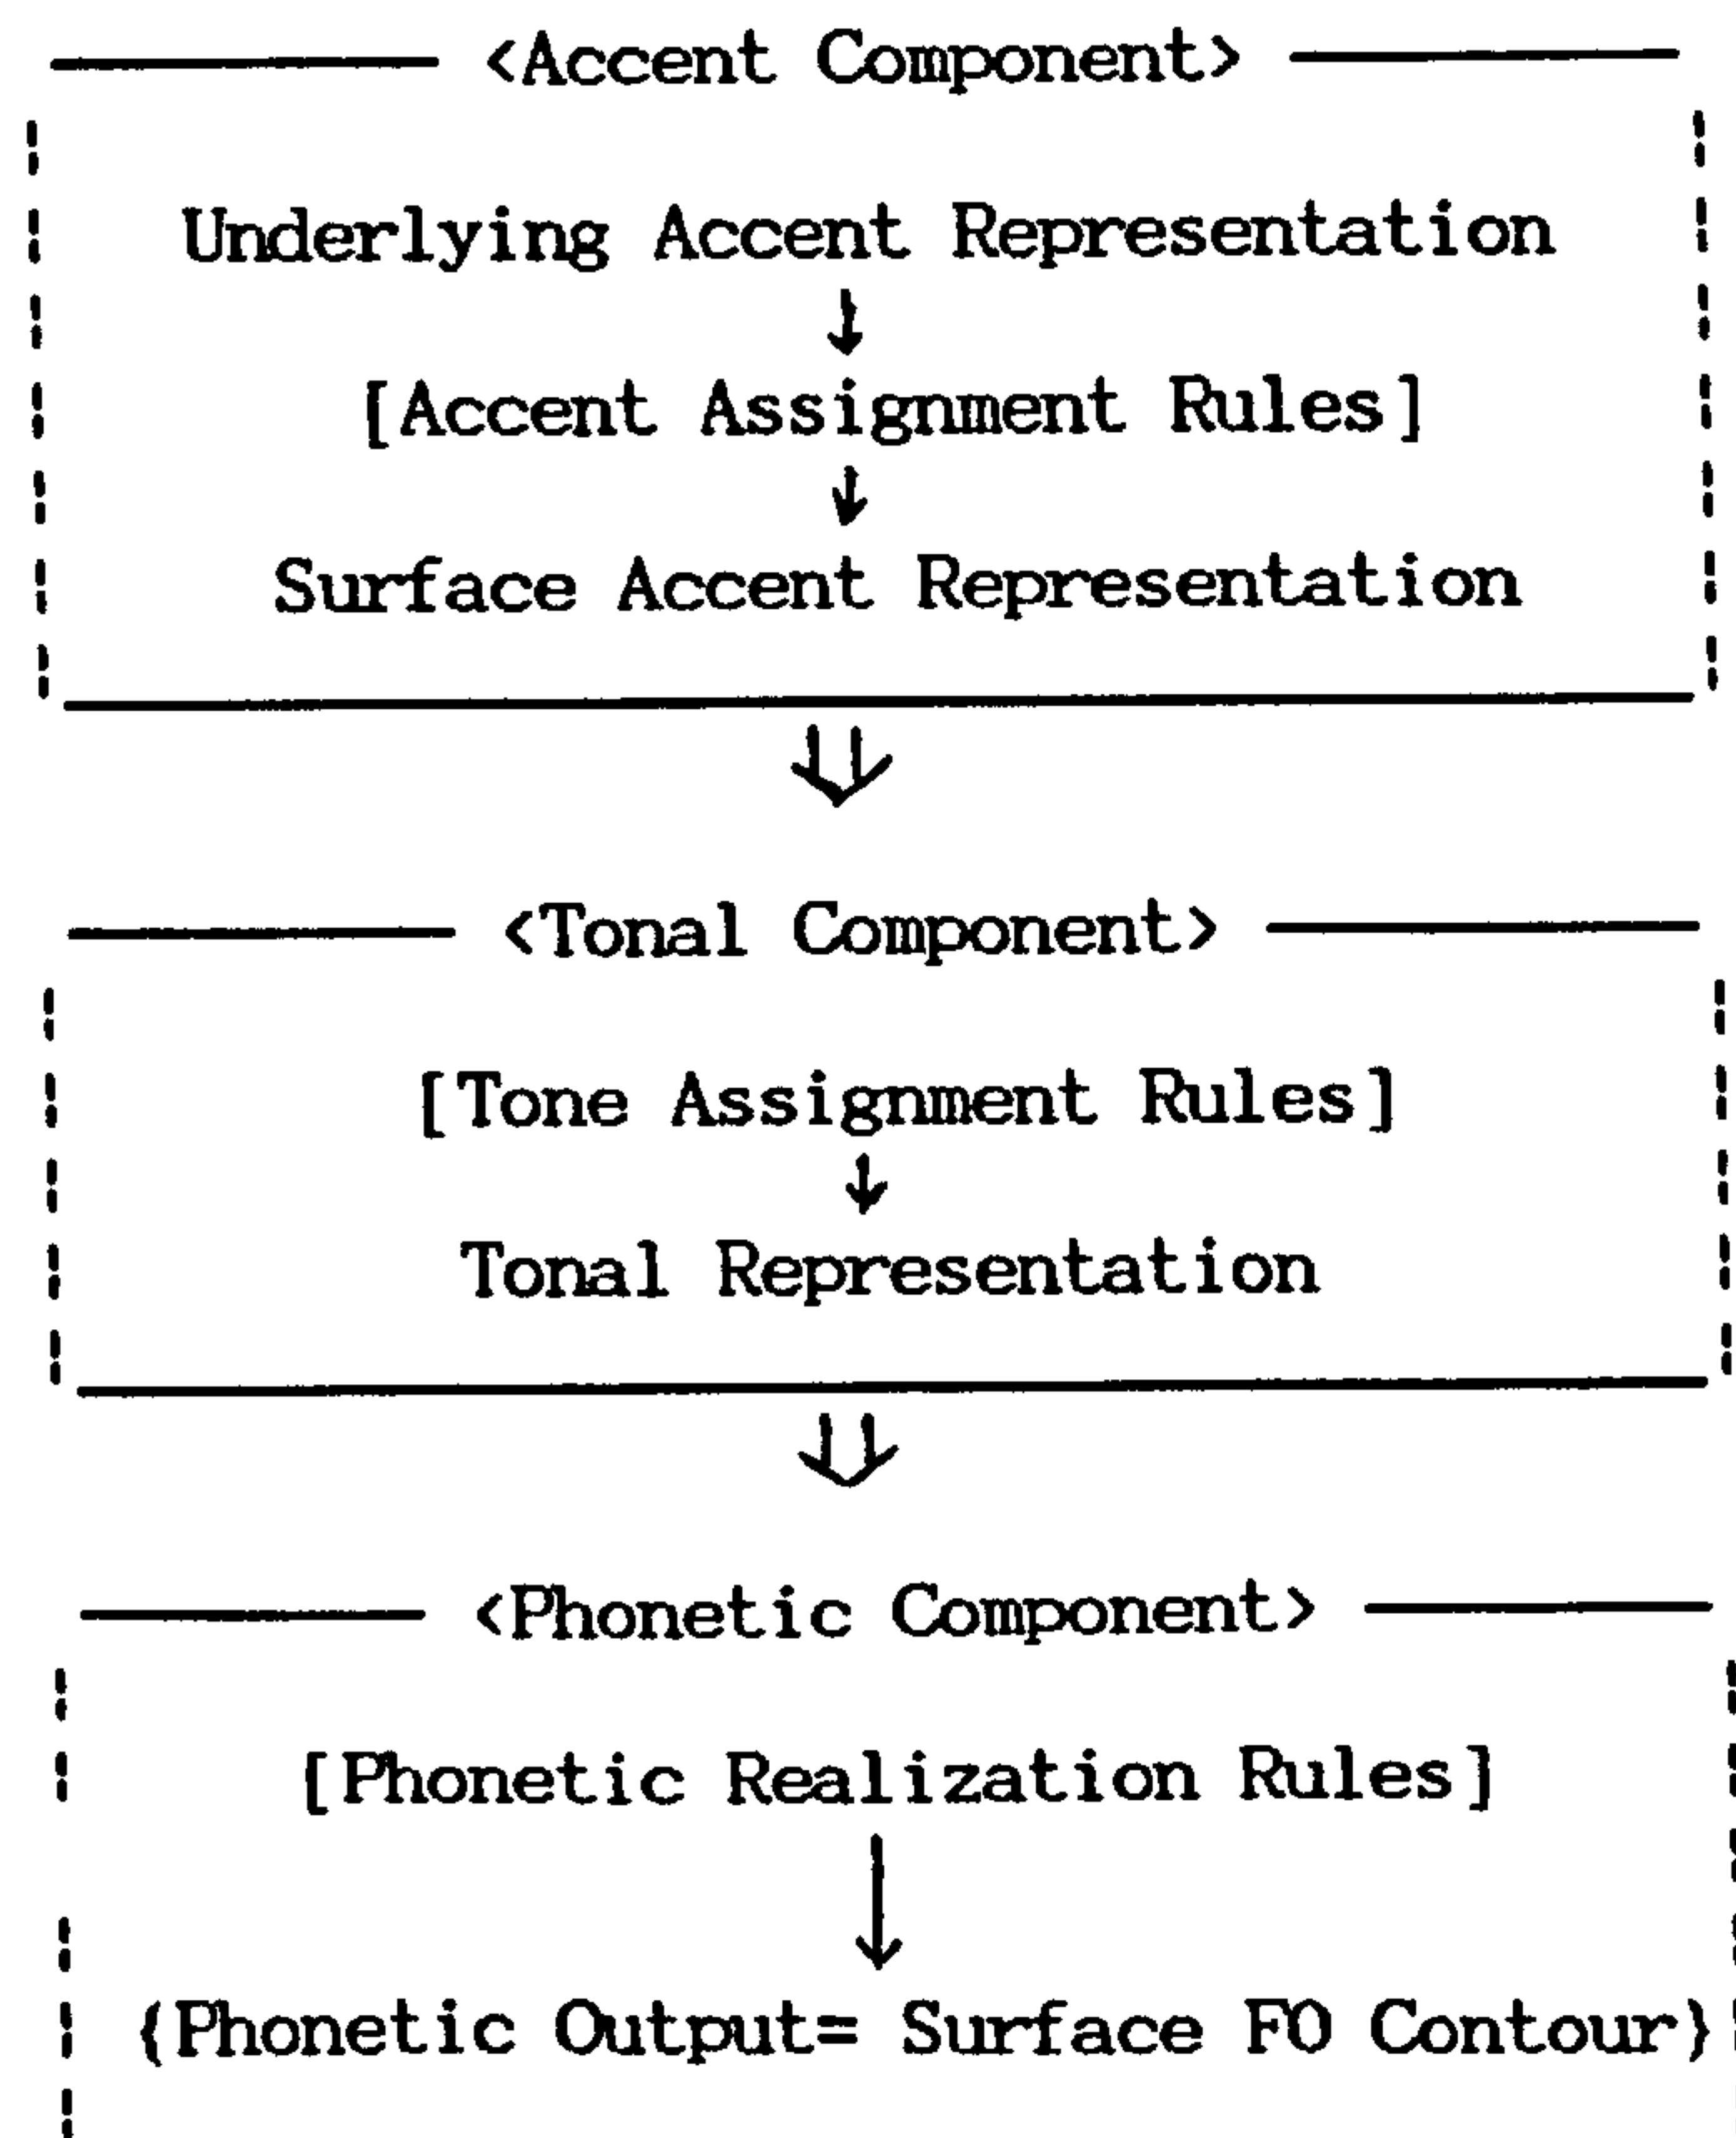 <Accent Component>
Underlying Accent Representation
[Accent Assignment Rules]
Surface Accent Representation
<Tonal Component>
[Tone Assignment Rules]
Tonal Representation
<Phonetic Component>
[Phonetic Realization Rules]
{Phonetic Output= Surface F0 Contour}